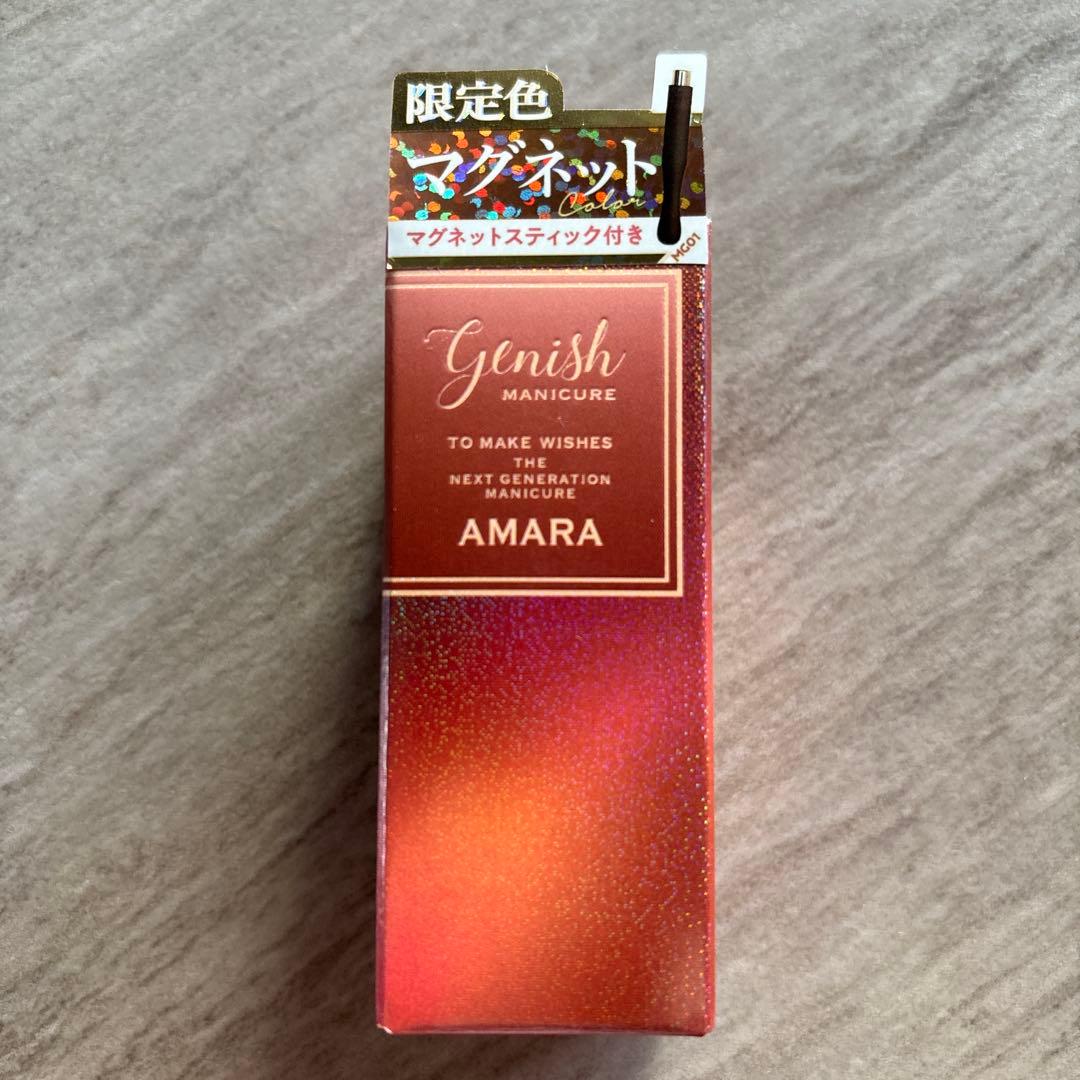 限定色
マグネット
Color
マグネットスティック付き
MG01
Genish
MANICURE
TO MAKE WISHES
THE
NEXT GENERATION
MANICURE
AMARA